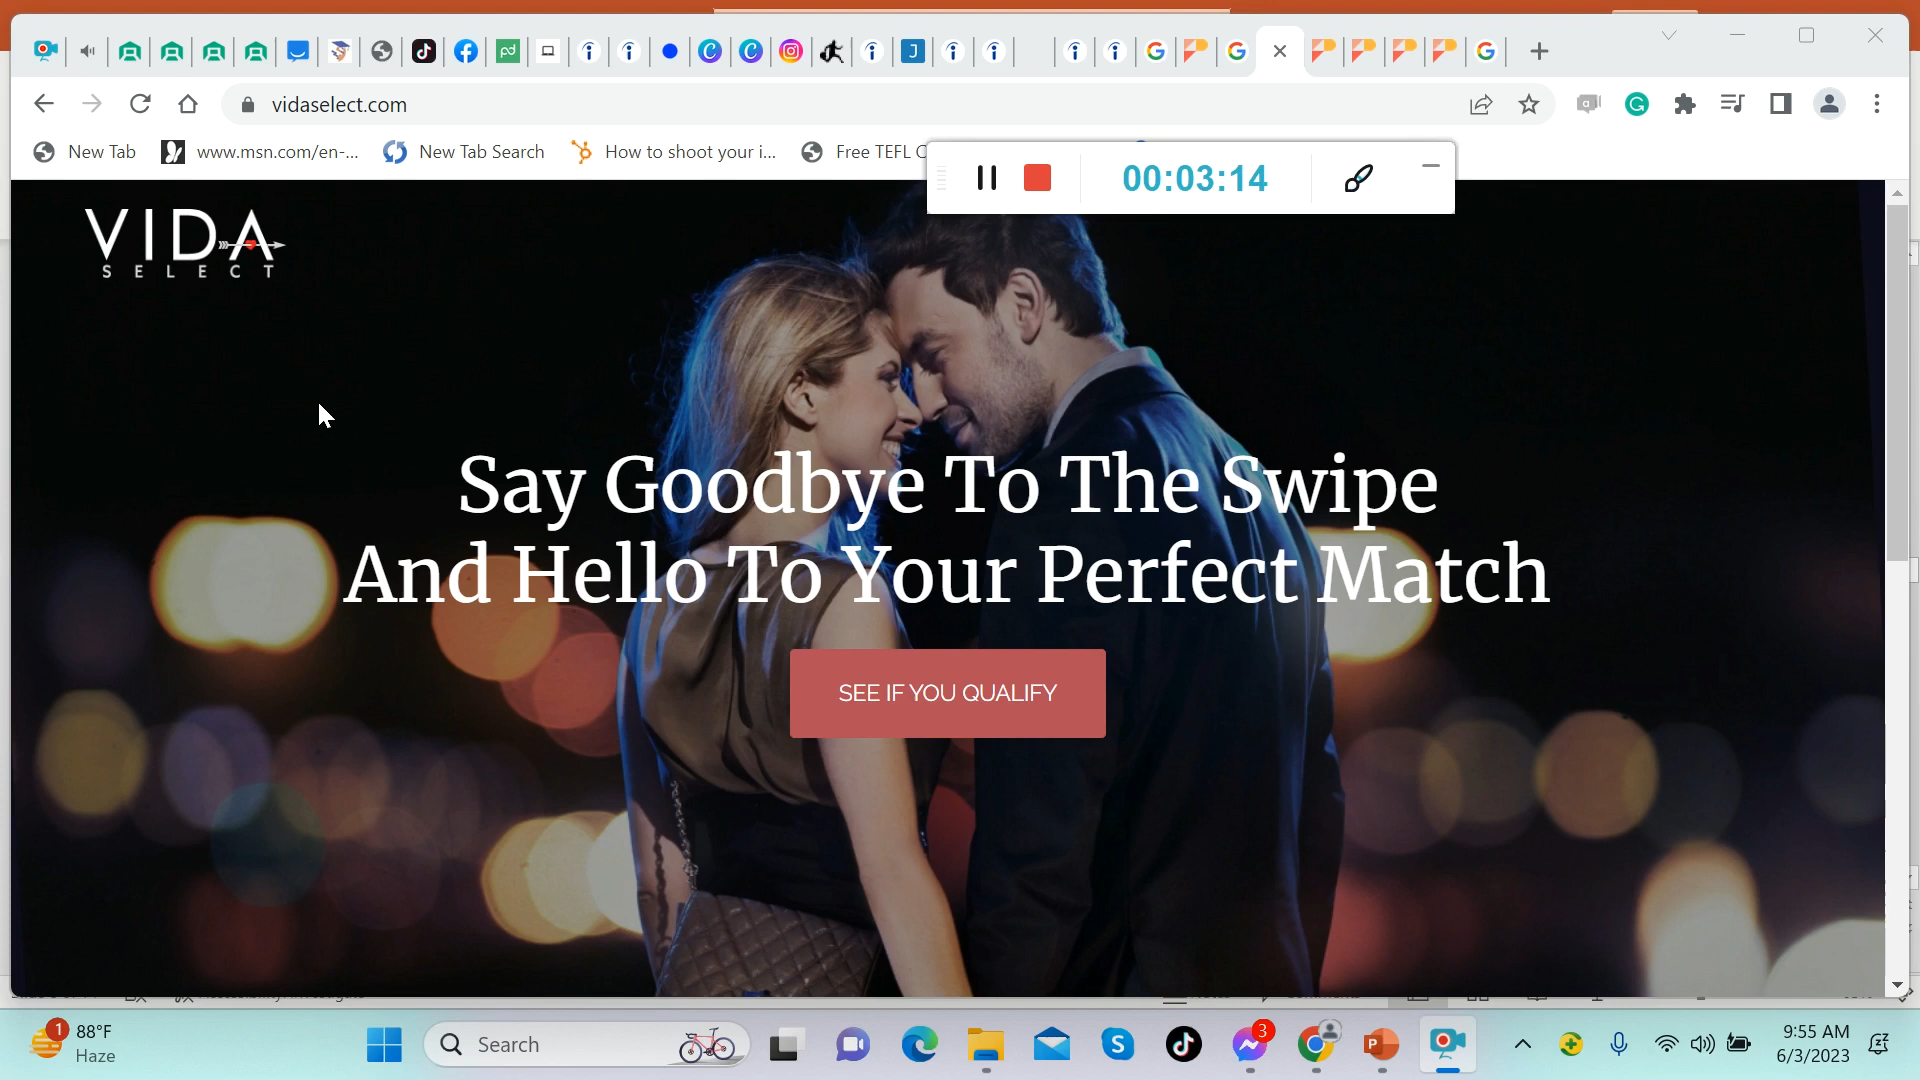 vidaselect.com
New Tab
www.msn.com/en-...
New Tab Search
How to shoot your i...
Free TEFL C
00:03:14
VIDA
SELECT
Say Goodbye To The Swipe
And Hello To Your Perfect Match
SEE IF YOU QUALIFY
1
88°F
Haze
Search
3
9:55 AM
6/3/2023